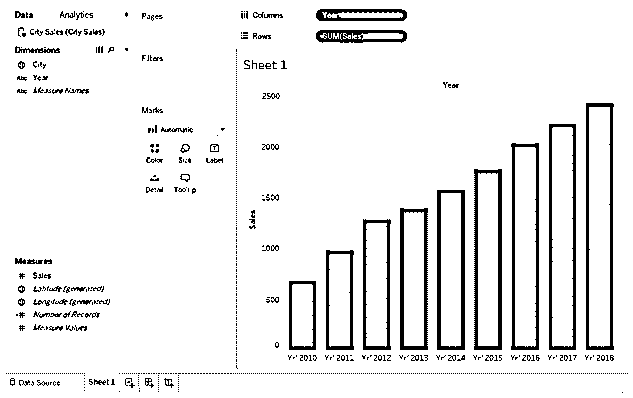 Data Analytics
City Sales (City Sales)
Dimensions
City
Abc Year
Abc Measure Names
Measures
# Sales
Latitude (generated)
Longitude (generated)
# Number of Records
# Measure Values
Pages
Filters
Marks
Automatic
Color Size Label
Detail Tooltip
Columns Year
Rows SUM(Sales)
Sheet 1
Year
2500
2000
1500
1000
500
0
Sales
Yr'2010 Yr'2011 Yr'2012 Yr'2013 Yr'2014 Yr'2015 Yr'2016 Yr'2017 Yr'2018
Data Source Sheet 1